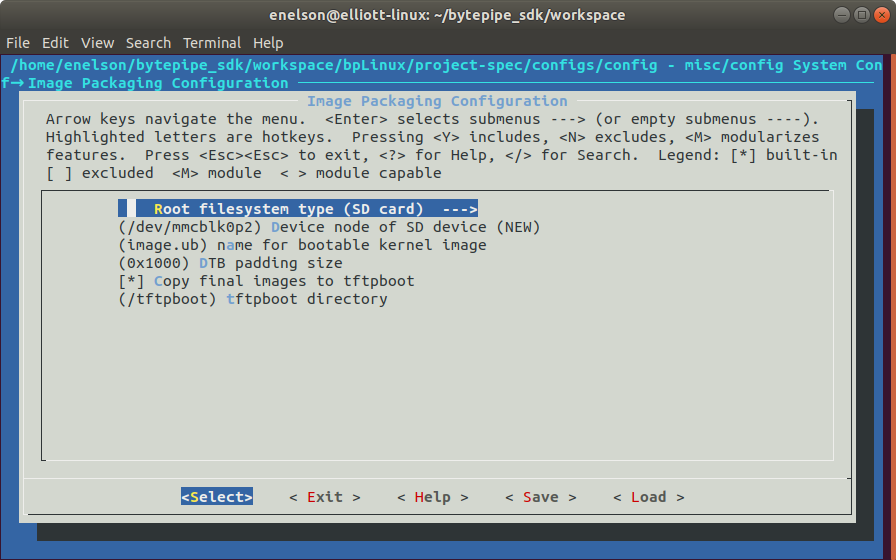 enelson@elliott-linux: ~/bytepipe_sdk/workspace
File Edit View Search Terminal Help
/home/enelson/bytepipe_sdk/workspace/bpLinux/project-spec/configs/config - misc/config System Con
f→Image Packaging Configuration
Image Packaging Configuration
Arrow keys navigate the menu.  <Enter> selects submenus ---> (or empty submenus ----).
Highlighted letters are hotkeys.  Pressing <Y> includes, <N> excludes, <M> modularizes
features.  Press <Esc><Esc> to exit, <?> for Help, </> for Search.  Legend: [*] built-in
[ ] excluded  <M> module  < > module capable
Root filesystem type (SD card)  --->
(/dev/mmcblk0p2) Device node of SD device (NEW)
(image.ub) name for bootable kernel image
(0x1000) DTB padding size
[*] Copy final images to tftpboot
(/tftpboot) tftpboot directory
<Select>    < Exit >    < Help >    < Save >    < Load >